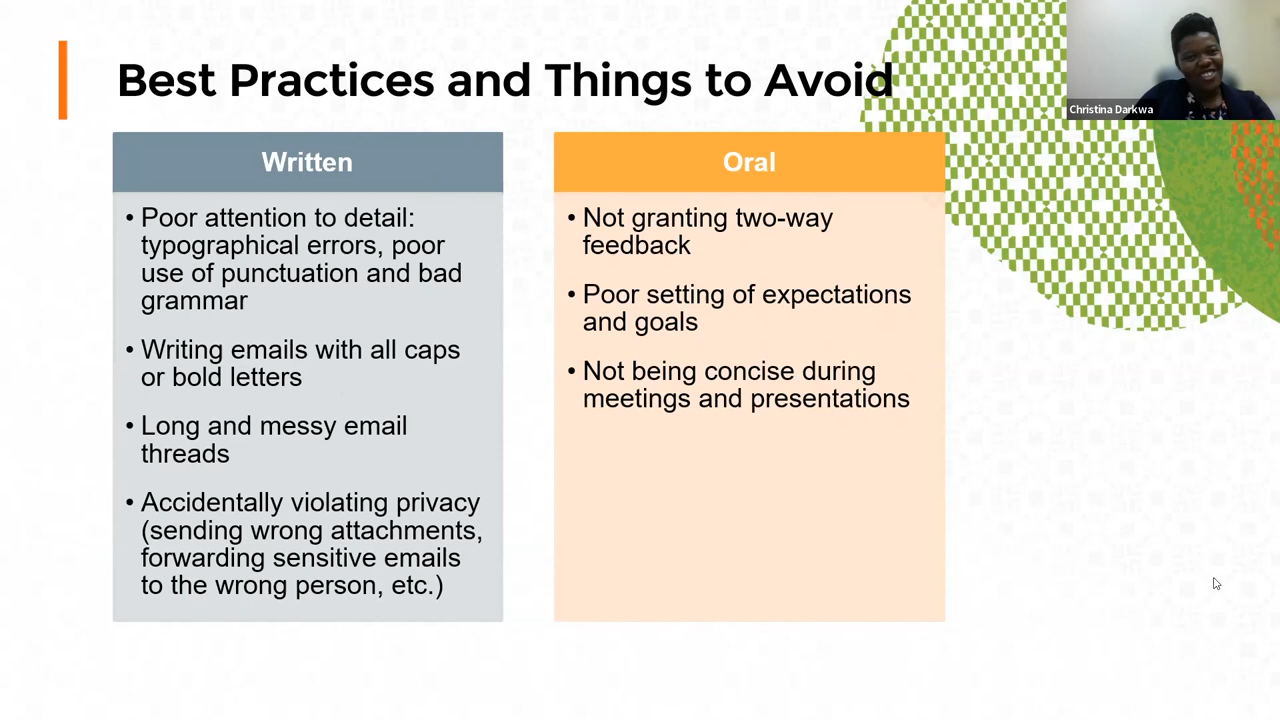 Best Practices and Things to Avoid
Christina Darkwa
Written
• Poor attention to detail:
typographical errors, poor
use of punctuation and bad
grammar
• Writing emails with all caps
or bold letters
• Long and messy email
threads
• Accidentally violating privacy
(sending wrong attachments,
forwarding sensitive emails
to the wrong person, etc.)
Oral
• Not granting two-way
feedback
• Poor setting of expectations
and goals
• Not being concise during
meetings and presentations